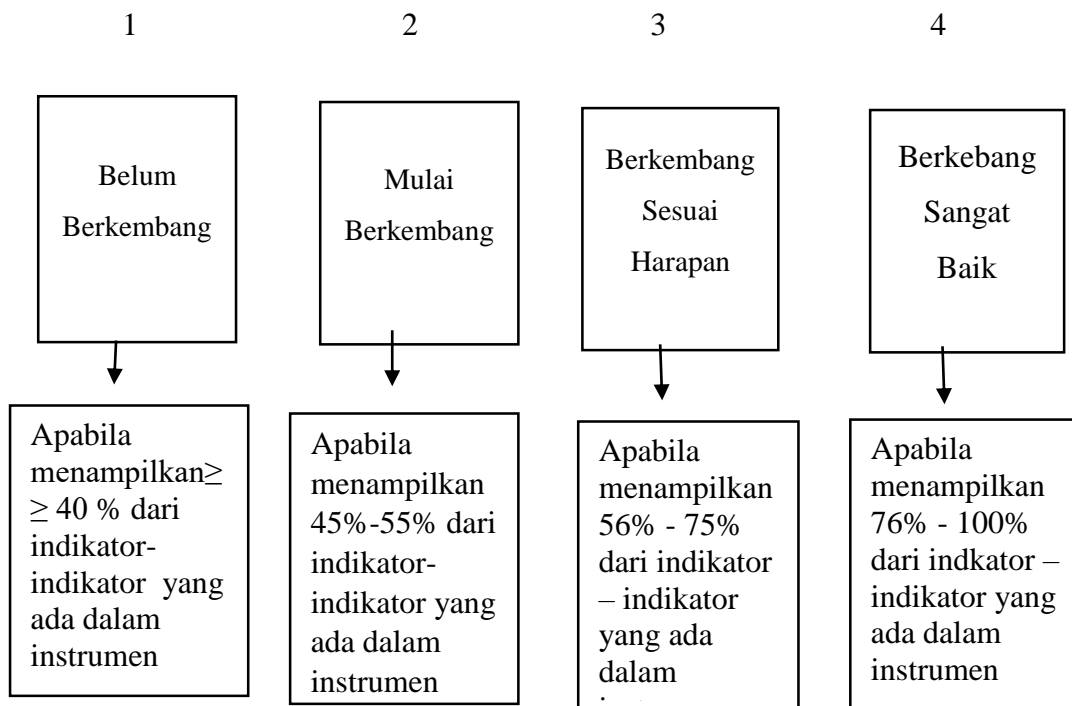 1 2 3 4
Belum
Berkembang
Mulai
Berkembang
Berkembang
Sesuai
Harapan
Berkebang
Sangat
Baik
Apabila
menampilkan≥
≥ 40 % dari
indikator-
indikator yang
ada dalam
instrumen
Apabila
menampilkan
45%-55% dari
indikator-
indikator yang
ada dalam
instrumen
Apabila
menampilkan
56% - 75%
dari indikator
– indikator
yang ada
dalam
Apabila
menampilkan
76% - 100%
dari indkator –
indikator yang
ada dalam
instrumen